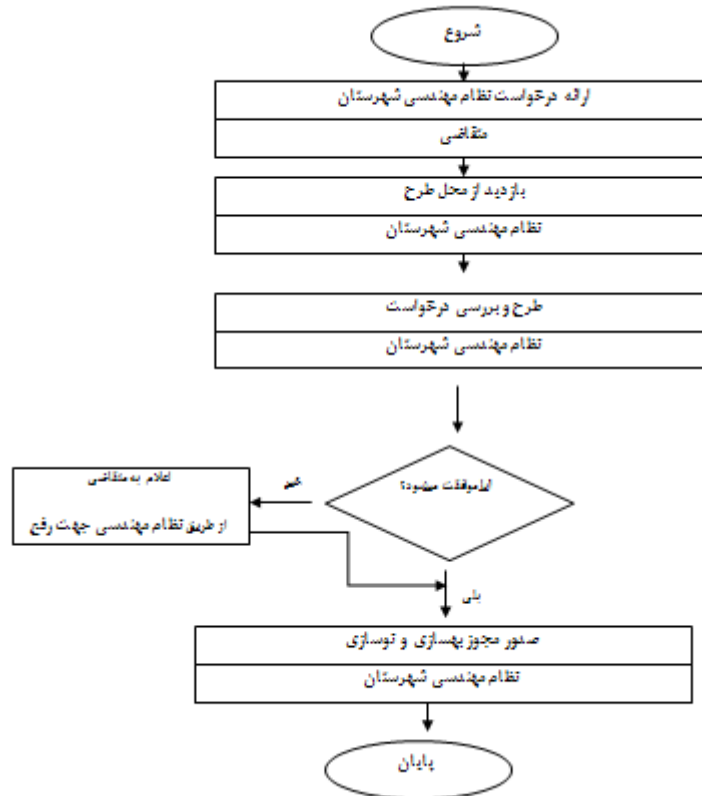 شروع
ارائه درخواست نظام مهندسی شهرستان
متقاضی
بازدید از محل طرح
نظام مهندسی شهرستان
طرح و بررسی درخواست
نظام مهندسی شهرستان
ایا موافقت میشود؟
خیر
اعلام به متقاضی
از طریق نظام مهندسی جهت رفع
بلی
صدور مجوز بهسازی و نوسازی
نظام مهندسی شهرستان
پایان